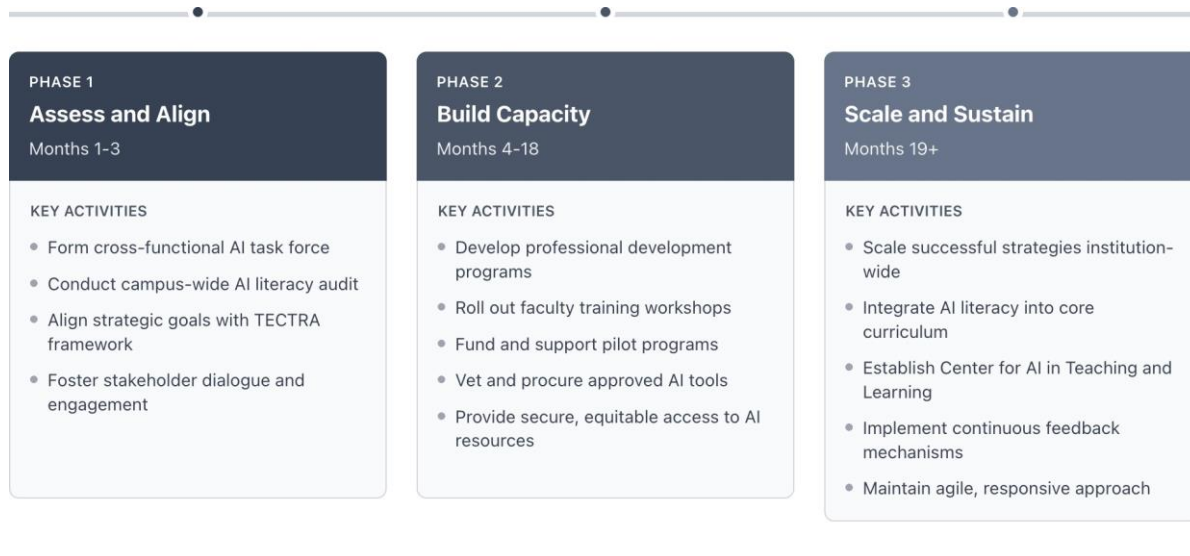 PHASE 1
Assess and Align
Months 1-3
KEY ACTIVITIES
Form cross-functional AI task force
Conduct campus-wide AI literacy audit
Align strategic goals with TECTRA
framework
Foster stakeholder dialogue and
engagement
PHASE 2
Build Capacity
Months 4-18
KEY ACTIVITIES
Develop professional development
programs
Roll out faculty training workshops
Fund and support pilot programs
Vet and procure approved AI tools
Provide secure, equitable access to AI
resources
PHASE 3
Scale and Sustain
Months 19+
KEY ACTIVITIES
Scale successful strategies institution-
wide
Integrate AI literacy into core
curriculum
Establish Center for AI in Teaching and
Learning
Implement continuous feedback
mechanisms
Maintain agile, responsive approach